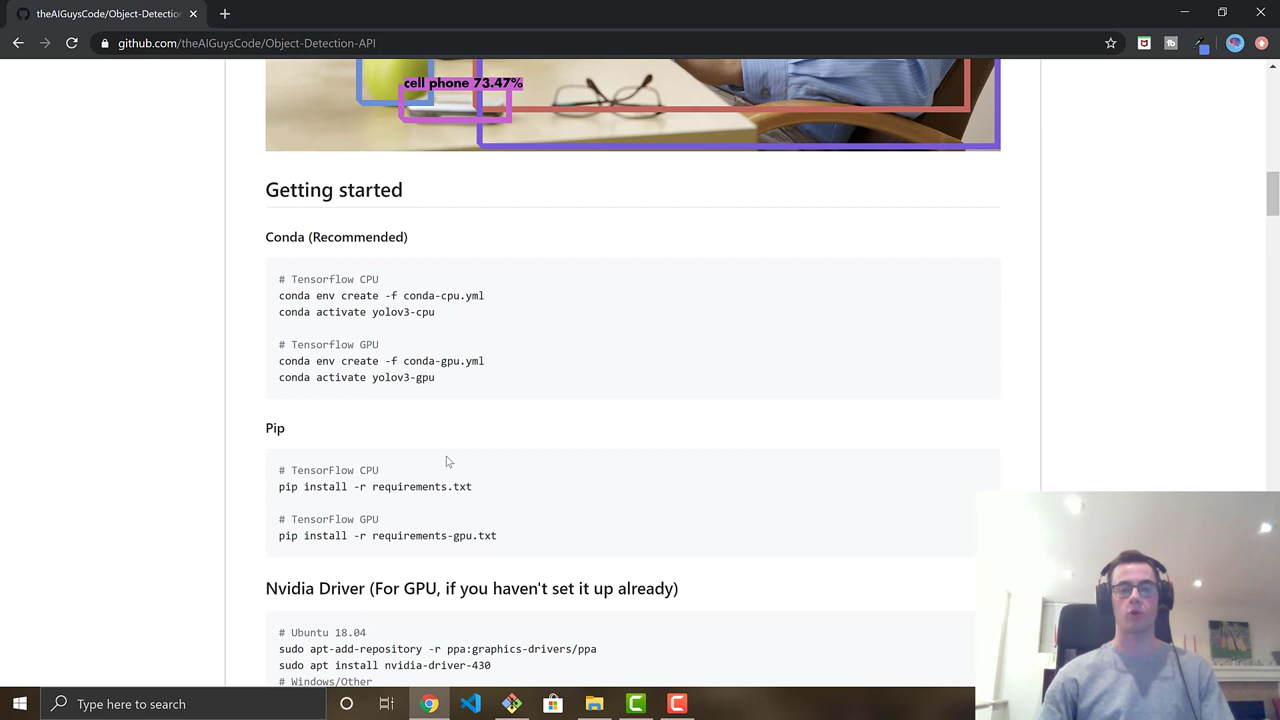 theAIGuysCode/Object-Detection-
github.com/theAIGuysCode/Object-Detection-API
cell phone 73.47%
Getting started
Conda (Recommended)
# Tensorflow CPU
conda env create -f conda-cpu.yml
conda activate yolov3-cpu
# Tensorflow GPU
conda env create -f conda-gpu.yml
conda activate yolov3-gpu
Pip
# TensorFlow CPU
pip install -r requirements.txt
# TensorFlow GPU
pip install -r requirements-gpu.txt
Nvidia Driver (For GPU, if you haven't set it up already)
# Ubuntu 18.04
sudo apt-add-repository -r ppa:graphics-drivers/ppa
sudo apt install nvidia-driver-430
# Windows/Other
Type here to search